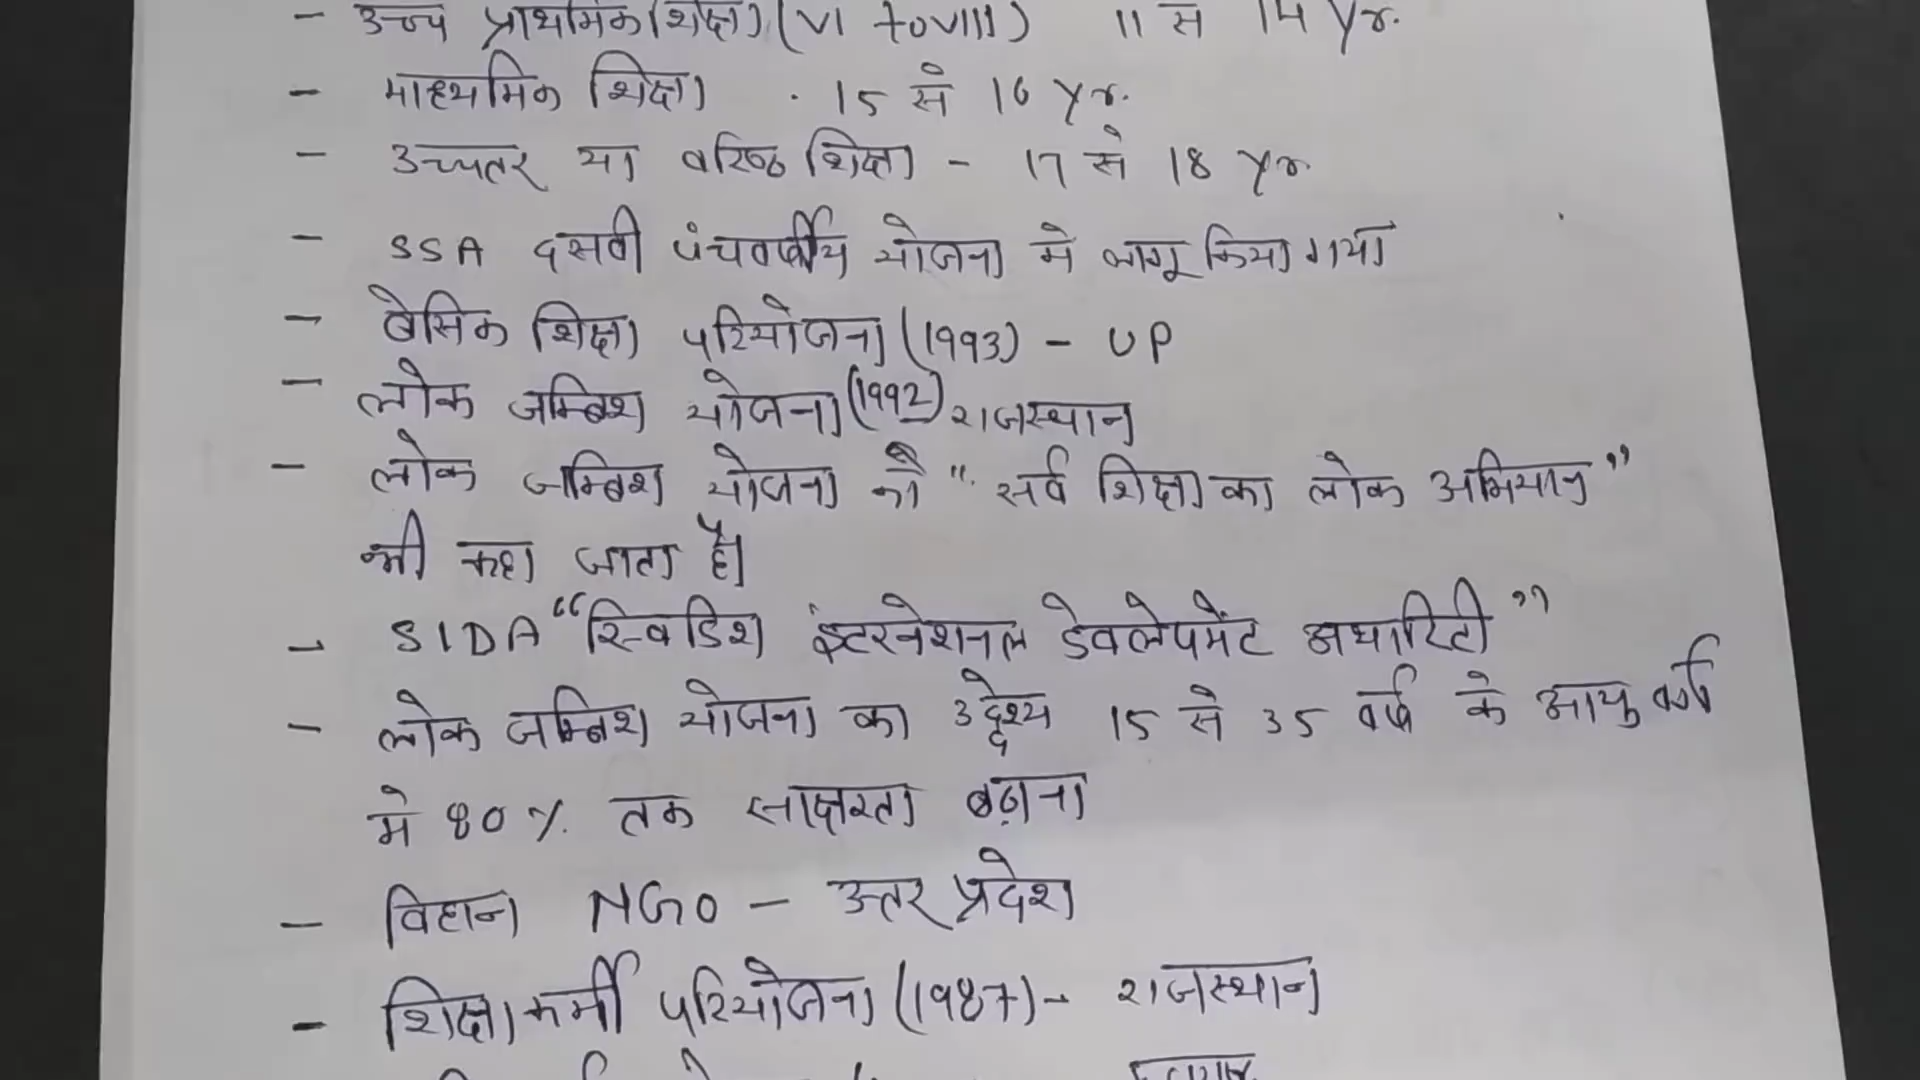 - उच्च प्राथमिक शिक्षा (VI to VIII) 11 से 14 yr.
- माध्यमिक शिक्षा . 15 से 16 yr.
- उच्चतर या वरिष्ठ शिक्षा - 17 से 18 yr.
- SSA दसवी पंचवर्षीय योजना मे लागू किया गया
- बेसिक शिक्षा परियोजना (1993) - UP
- लोक जम्बिश योजना (1992) राजस्थान
- लोक जम्बिश योजना को "सर्व शिक्षा का लोक अभियान"
भी कहा जाता है।
- SIDA "स्विडिश इंटरनेशनल डेवलेपमेंट अथारिटी"
- लोक जम्बिश योजना का उद्देश्य 15 से 35 वर्ष के आयु वर्ग
मे 80% तक साक्षरता बढ़ाना
- विहान NGO - उत्तर प्रदेश
- शिक्षाकर्मी परियोजना (1987) - राजस्थान